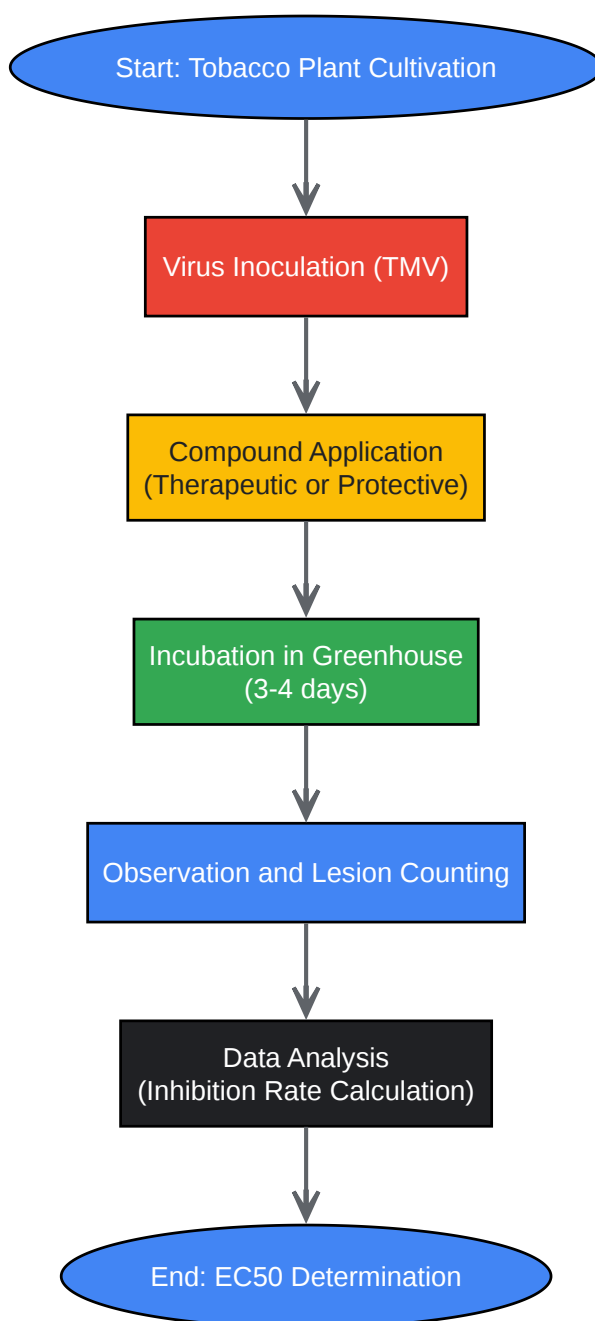 Start: Tobacco Plant Cultivation
Virus Inoculation (TMV)
Compound Application
(Therapeutic or Protective)
Incubation in Greenhouse
(3-4 days)
Observation and Lesion Counting
Data Analysis
(Inhibition Rate Calculation)
End: EC50 Determination